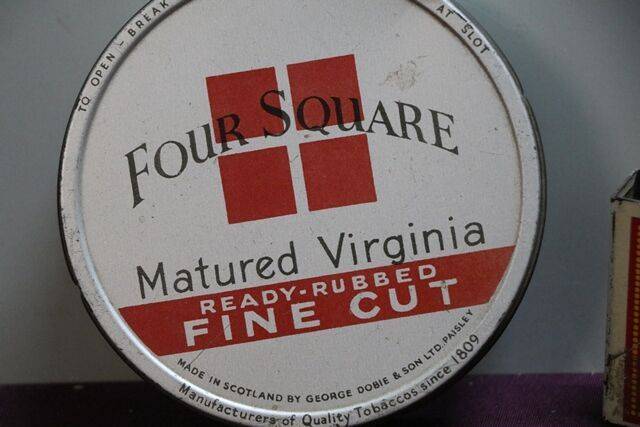 TO OPEN - BREAK
AT SLOT
FOUR SQUARE
Matured Virginia
READY-RUBBED
FINE CUT
MADE IN SCOTLAND BY GEORGE DOBIE & SON LTD. PAISLEY
Manufacturers of Quality Tobaccos since 1809